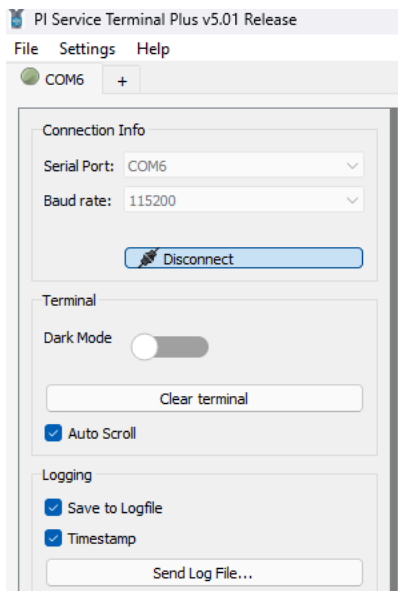 PI Service Terminal Plus v5.01 Release
File Settings Help
COM6 +
Connection Info
Serial Port: COM6
Baud rate: 115200
Disconnect
Terminal
Dark Mode
Clear terminal
Auto Scroll
Logging
Save to Logfile
Timestamp
Send Log File...